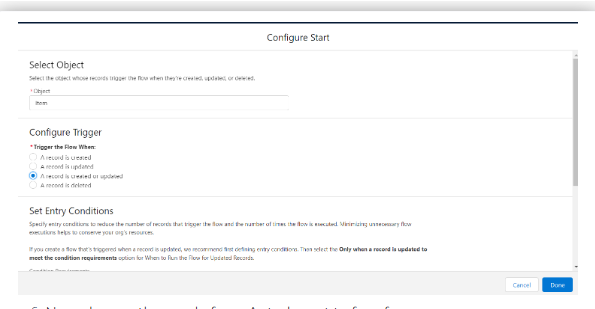 Configure Start
Select Object
Select the object whose records trigger the flow when they're created, updated, or deleted.
*Object
Item
Configure Trigger
*Trigger the Flow When:
A record is created
A record is updated
A record is created or updated
A record is deleted
Set Entry Conditions
Specify entry conditions to reduce the number of records that trigger the flow and the number of times the flow is executed. Minimizing unnecessary flow
executions helps to conserve your org's resources.
If you create a flow that's triggered when a record is updated, we recommend first defining entry conditions. Then select the Only when a record is updated to
meet the condition requirements option for When to Run the Flow for Updated Records.
Condition Requirements
Cancel
Done